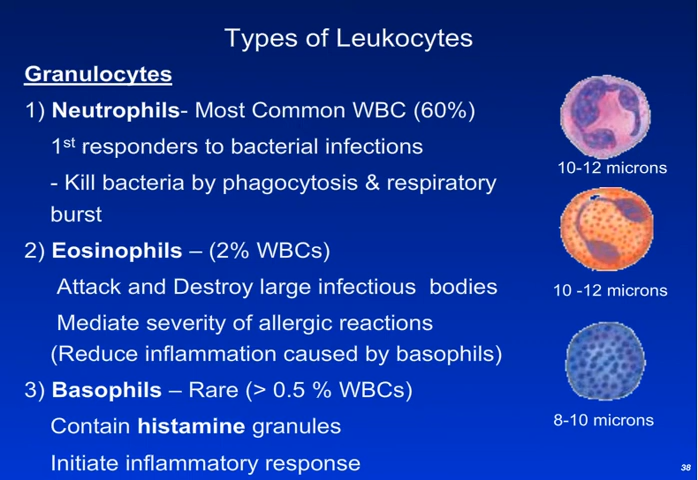 Types of Leukocytes
Granulocytes
1) Neutrophils- Most Common WBC (60%)
1st responders to bacterial infections
- Kill bacteria by phagocytosis & respiratory
burst
2) Eosinophils – (2% WBCs)
Attack and Destroy large infectious  bodies
Mediate severity of allergic reactions
(Reduce inflammation caused by basophils)
3) Basophils – Rare (> 0.5 % WBCs)
Contain histamine granules
Initiate inflammatory response
10-12 microns
10 -12 microns
8-10 microns
38